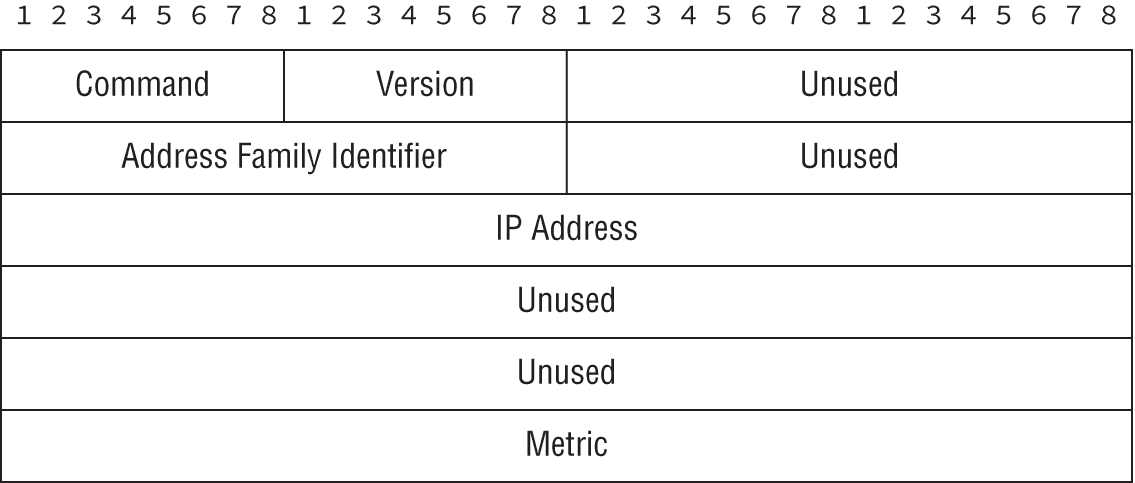 1 2 3 4 5 6 7 8 1 2 3 4 5 6 7 8 1 2 3 4 5 6 7 8 1 2 3 4 5 6 7 8
Command Version Unused
Address Family Identifier Unused
IP Address
Unused
Unused
Metric